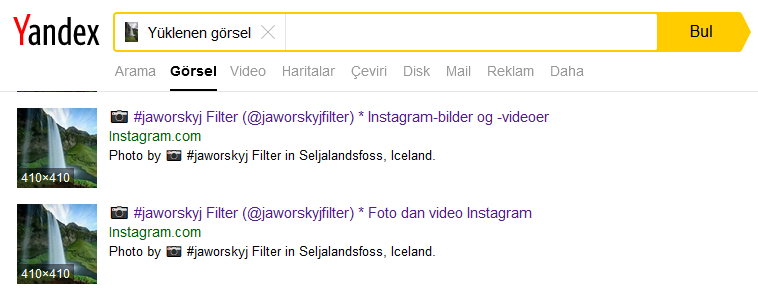 Yandex
Yüklenen görsel
Bul
Arama Görsel Video Haritalar Çeviri Disk Mail Reklam Daha
#jaworskyj Filter (@jaworskyjfilter) * Instagram-bilder og -videoer
Instagram.com
Photo by 📷 #jaworskyj Filter in Seljalandsfoss, Iceland.
410×410
#jaworskyj Filter (@jaworskyjfilter) * Foto dan video Instagram
Instagram.com
Photo by 📷 #jaworskyj Filter in Seljalandsfoss, Iceland.
410×410